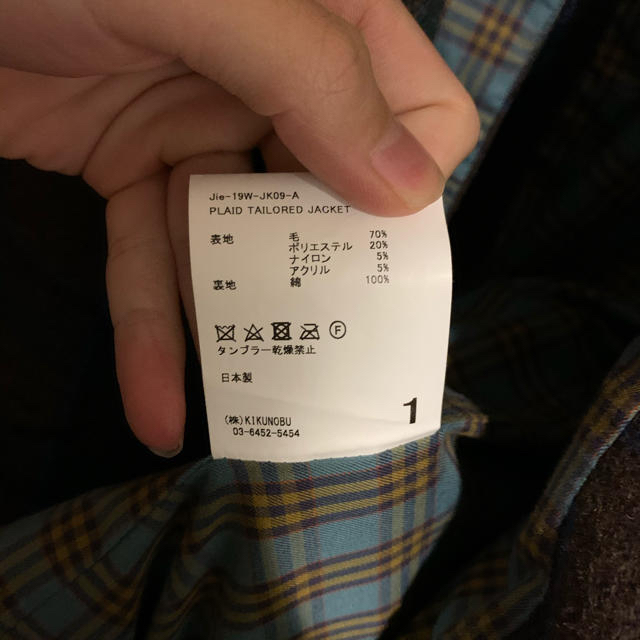 Jie-19W-JK09-A
PLAID TAILORED JACKET
表地 毛 70%
ポリエステル 20%
ナイロン 5%
アクリル 5%
裏地 綿 100%
F
タンブラー乾燥禁止
日本製
(株)KIKUNOBU
03-6452-5454
1